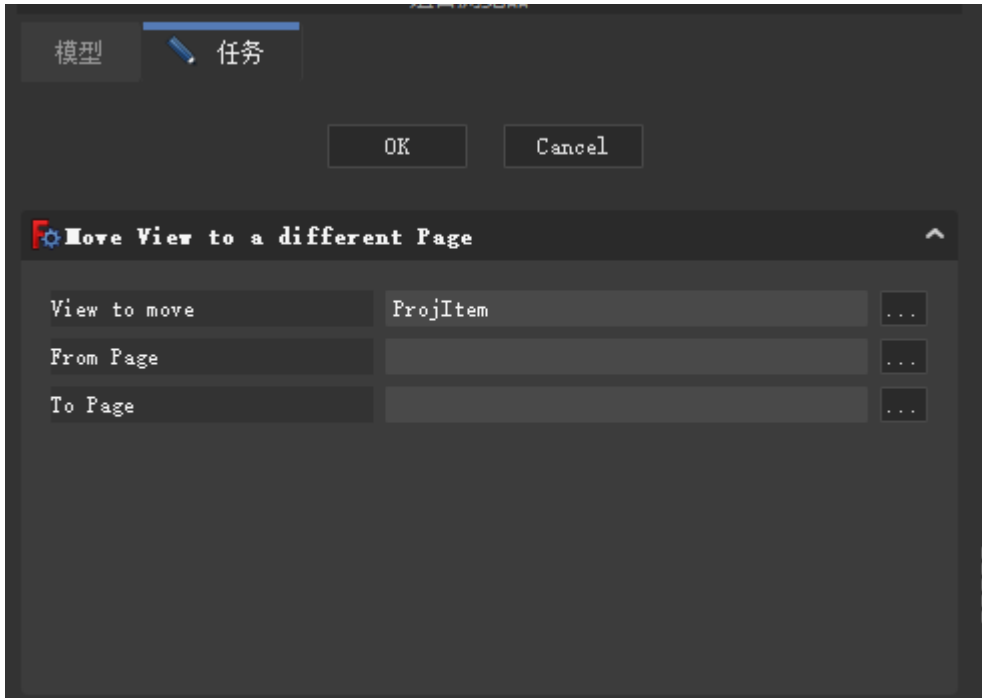 模型
任务
OK
Cancel
Move View to a different Page
View to move
ProjItem
...
From Page
...
To Page
...